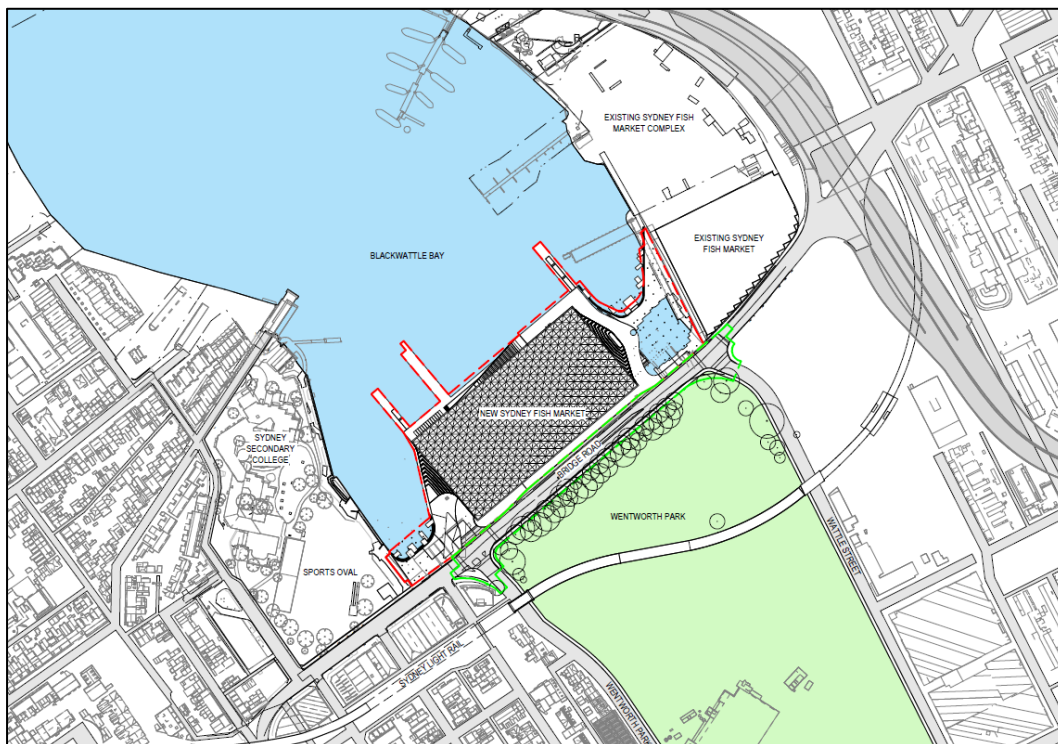 EXISTING SYDNEY FISH
MARKET COMPLEX
EXISTING SYDNEY
FISH MARKET
BLACKWATTLE BAY
NEW SYDNEY FISH MARKET
SYDNEY
SECONDARY
COLLEGE
BRIDGE ROAD
WENTWORTH PARK
WATTLE STREET
SPORTS OVAL
SYDNEY LIGHT RAIL
WENTWORTH PARK